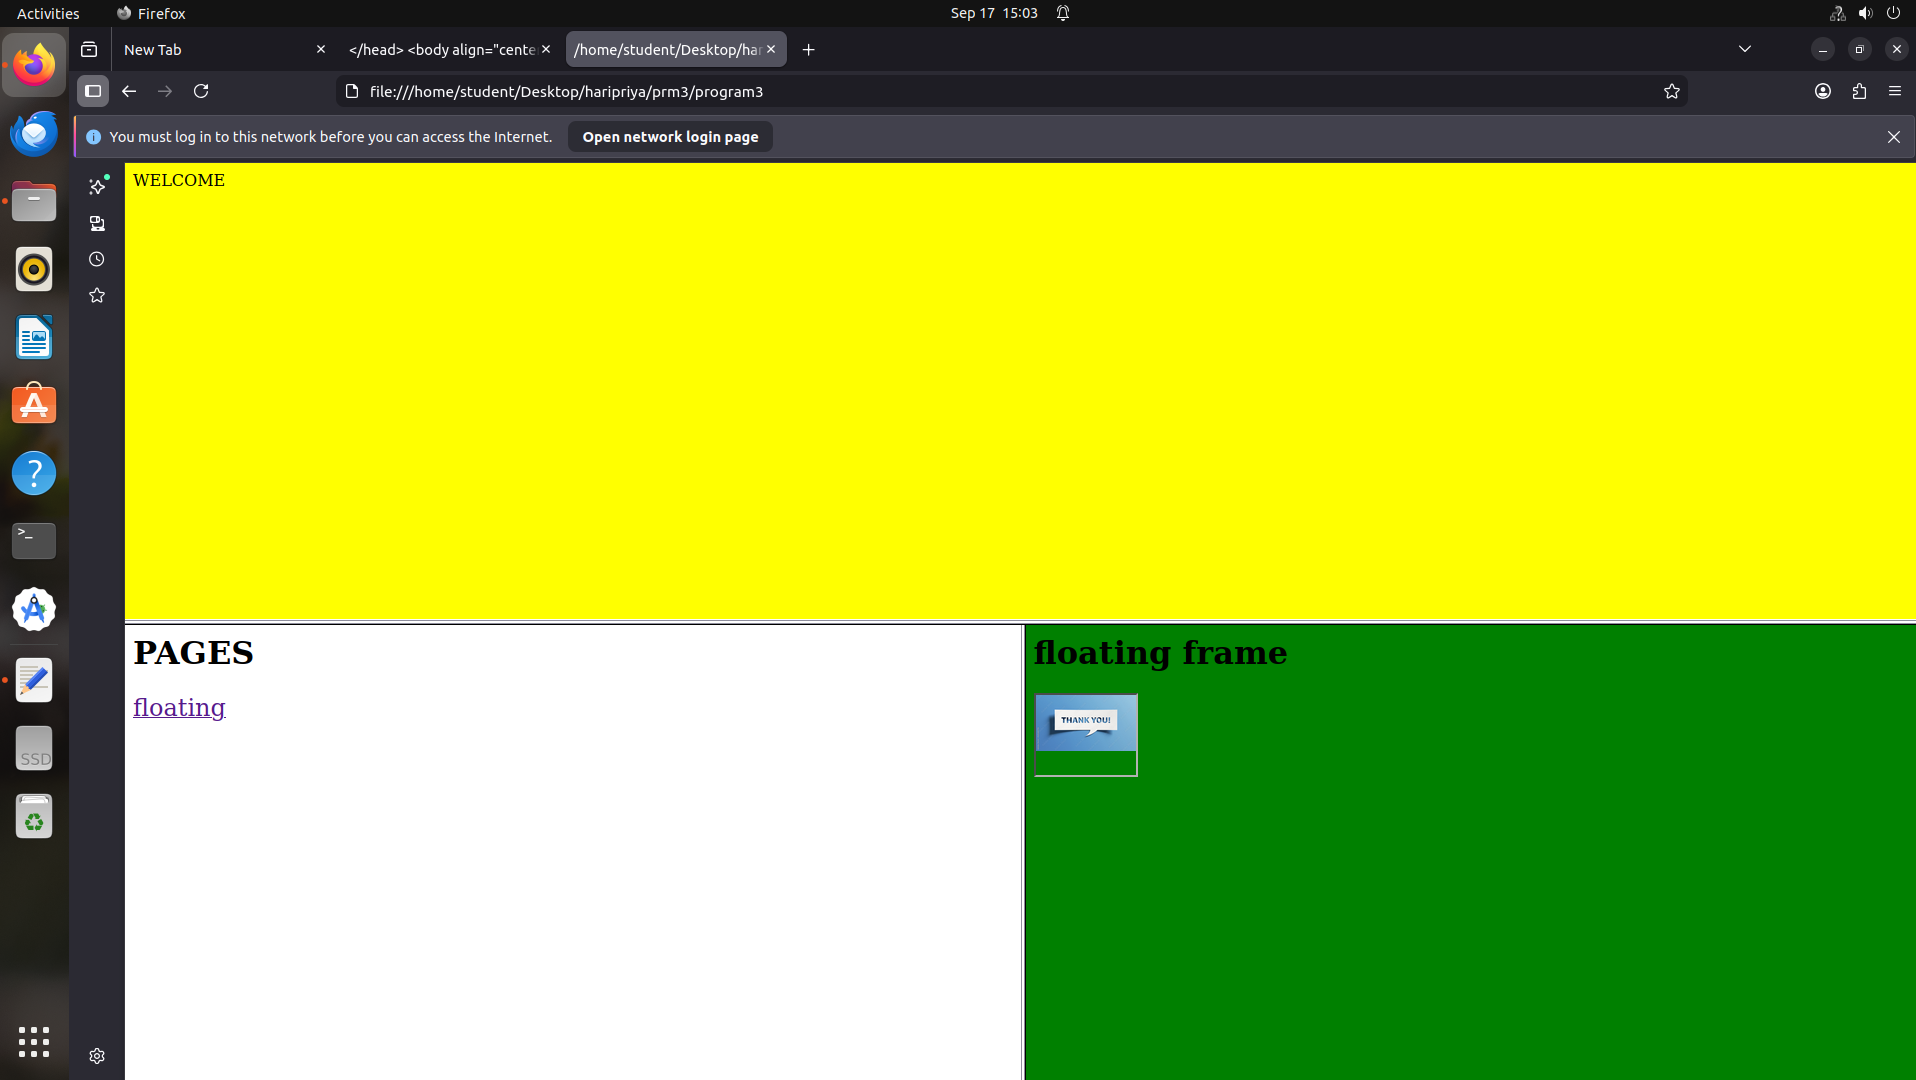 Activities
Firefox
Sep 17 15:03
New Tab
</head> <body align="cente
/home/student/Desktop/har
file:///home/student/Desktop/haripriya/prm3/program3
You must log in to this network before you can access the Internet.
Open network login page
WELCOME
PAGES
floating
floating frame
THANK YOU!
SSD